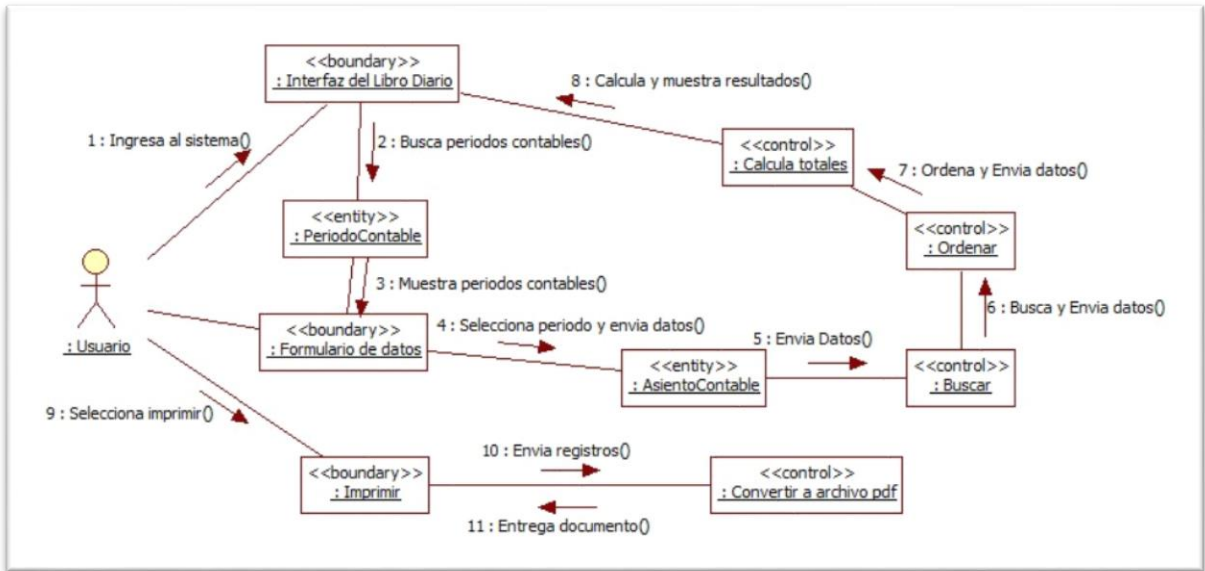 <<boundary>>
: Interfaz del Libro Diario
8 : Calcula y muestra resultados()
1 : Ingresa al sistema()
2 : Busca periodos contables()
<<control>>
: Calcula totales
7 : Ordena y Envia datos()
<<entity>>
: PeriodoContable
<<control>>
: Ordenar
3 : Muestra periodos contables()
: Usuario
<<boundary>>
: Formulario de datos
4 : Selecciona periodo y envia datos()
6 : Busca y Envia datos()
5 : Envia Datos()
<<entity>>
: AsientoContable
<<control>>
: Buscar
9 : Selecciona imprimir()
<<boundary>>
: Imprimir
10 : Envia registros()
<<control>>
: Convertir a archivo pdf
11 : Entrega documento()